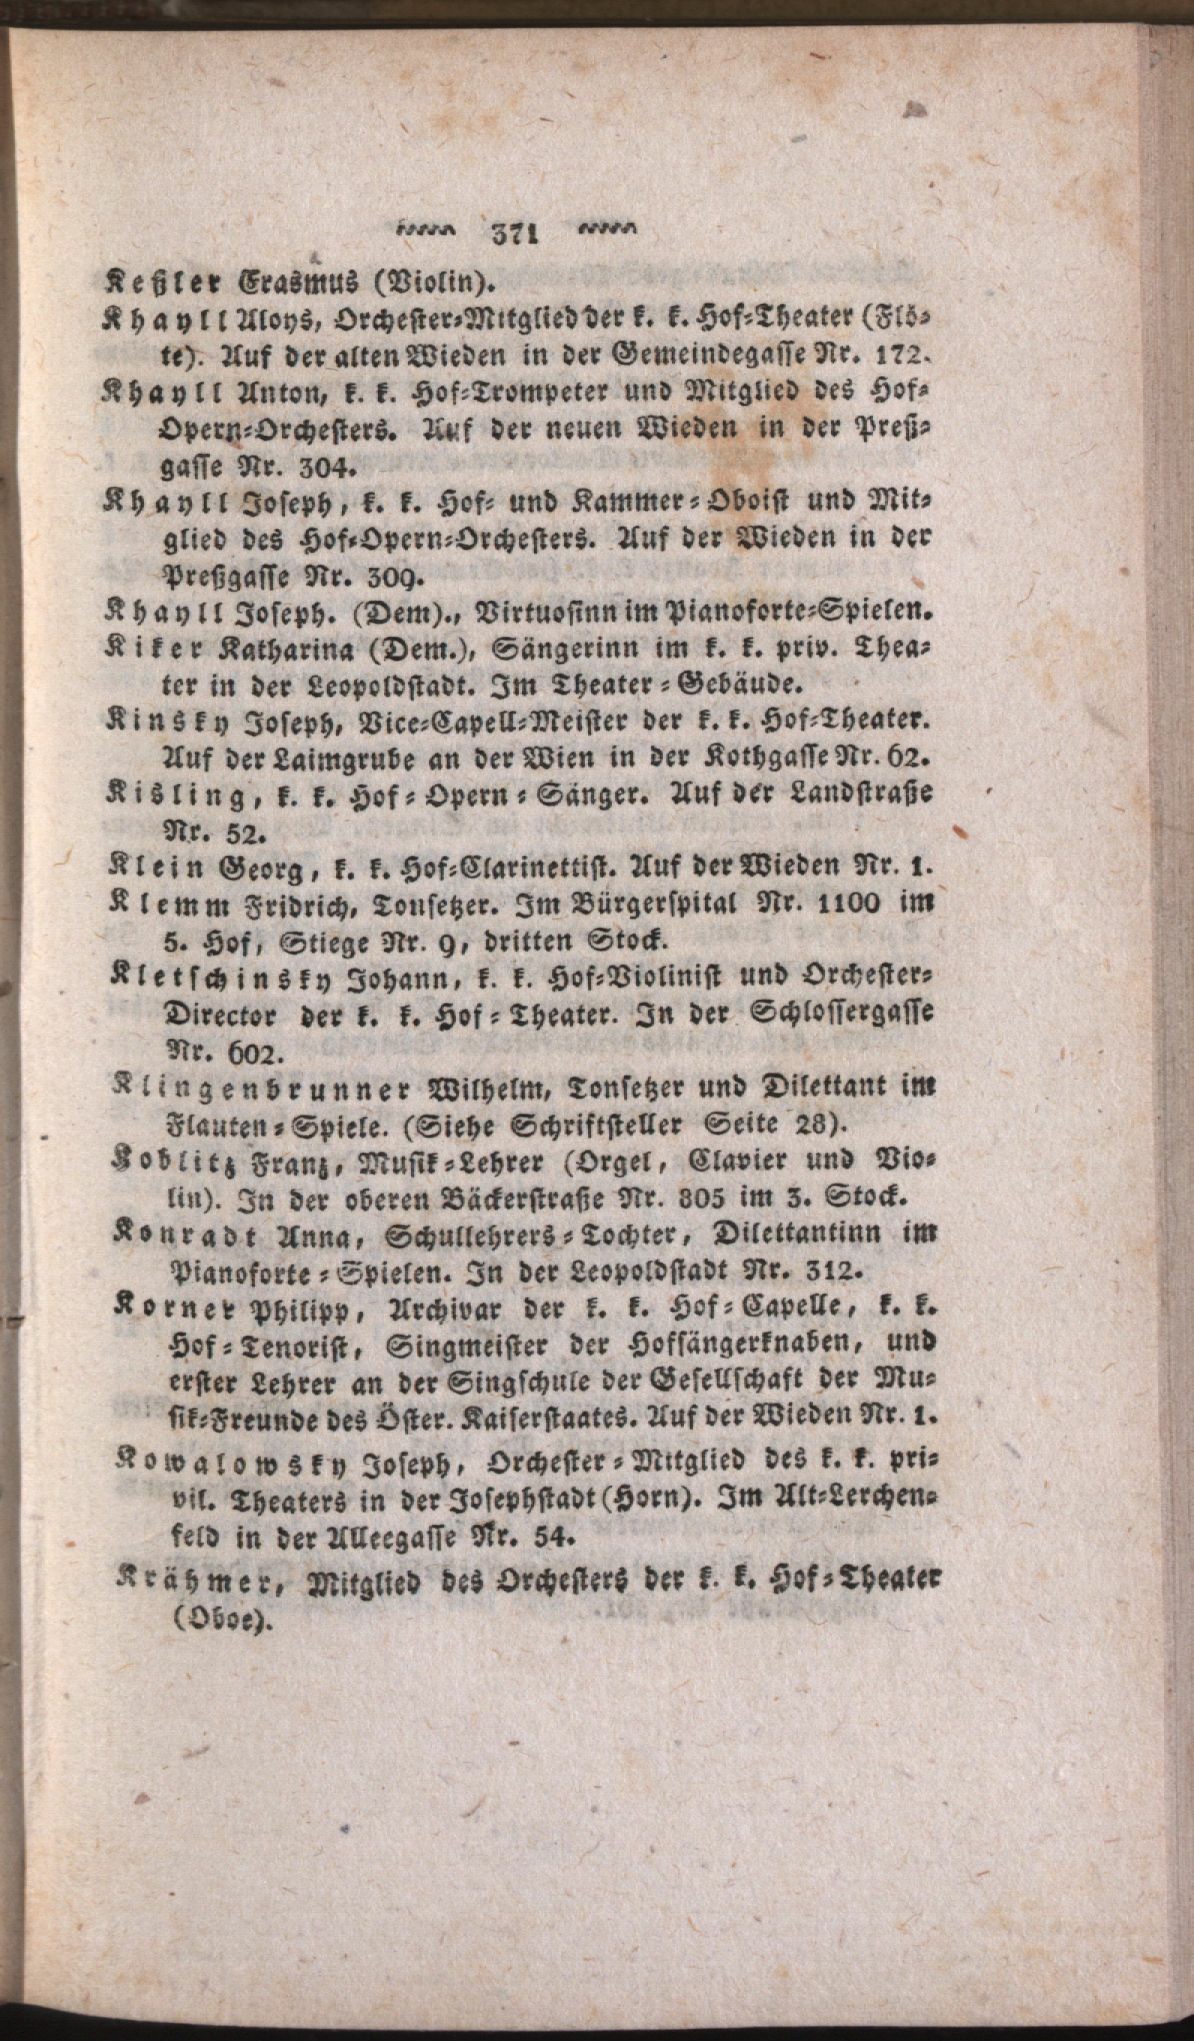 371
Keßler Erasmus (Violin).
Khayll Aloys, Orchester-Mitglied der k. k. Hof-Theater (Flö-
te). Auf der alten Wieden in der Gemeindegasse Nr. 172.
Khayll Anton, k. k. Hof-Trompeter und Mitglied des Hof-
Opern-Orchesters. Auf der neuen Wieden in der Preß-
gasse Nr. 304.
Khayll Joseph, k. k. Hof- und Kammer-Oboist und Mit-
glied des Hof-Opern-Orchesters. Auf der Wieden in der
Preßgasse Nr. 309.
Khayll Joseph. (Dem)., Virtuosinn im Pianoforte-Spielen.
Kiker Katharina (Dem.), Sängerinn im k. k. priv. Thea-
ter in der Leopoldstadt. Im Theater-Gebäude.
Kinsky Joseph, Vice-Capell-Meister der k. k. Hof-Theater.
Auf der Laimgrube an der Wien in der Kothgasse Nr. 62.
Kisling, k. k. Hof-Opern-Sänger. Auf der Landstraße
Nr. 52.
Klein Georg, k. k. Hof-Clarinettist. Auf der Wieden Nr. 1.
Klemm Fridrich, Tonsetzer. Im Bürgerspital Nr. 1100 im
5. Hof, Stiege Nr. 9, dritten Stock.
Kletschinsky Johann, k. k. Hof-Violinist und Orchester-
Director der k. k. Hof-Theater. In der Schlossergasse
Nr. 602.
Klingenbrunner Wilhelm, Tonsetzer und Dilettant im
Flauten-Spiele. (Siehe Schriftsteller Seite 28).
Koblitz Franz, Musik-Lehrer (Orgel, Clavier und Vio-
lin). In der oberen Bäckerstraße Nr. 805 im 3. Stock.
Konradt Anna, Schullehrers-Tochter, Dilettantinn im
Pianoforte-Spielen. In der Leopoldstadt Nr. 312.
Korner Philipp, Archivar der k. k. Hof-Capelle, k. k.
Hof-Tenorist, Singmeister der Hofsängerknaben, und
erster Lehrer an der Singschule der Gesellschaft der Mu-
sik-Freunde des Öster. Kaiserstaates. Auf der Wieden Nr. 1.
Kowalowsky Joseph, Orchester-Mitglied des k. k. pri-
vil. Theaters in der Josephstadt (Horn). Im Alt-Lerchen-
feld in der Alleegasse Nr. 54.
Krähmer, Mitglied des Orchesters der k. k. Hof-Theater
(Oboe).